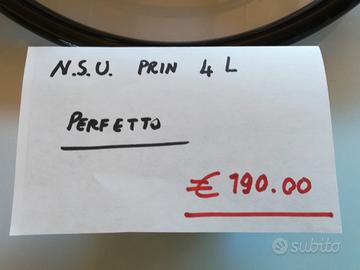 N.S.U. PRIN 4 L
PERFETTO
€ 190.00
subito